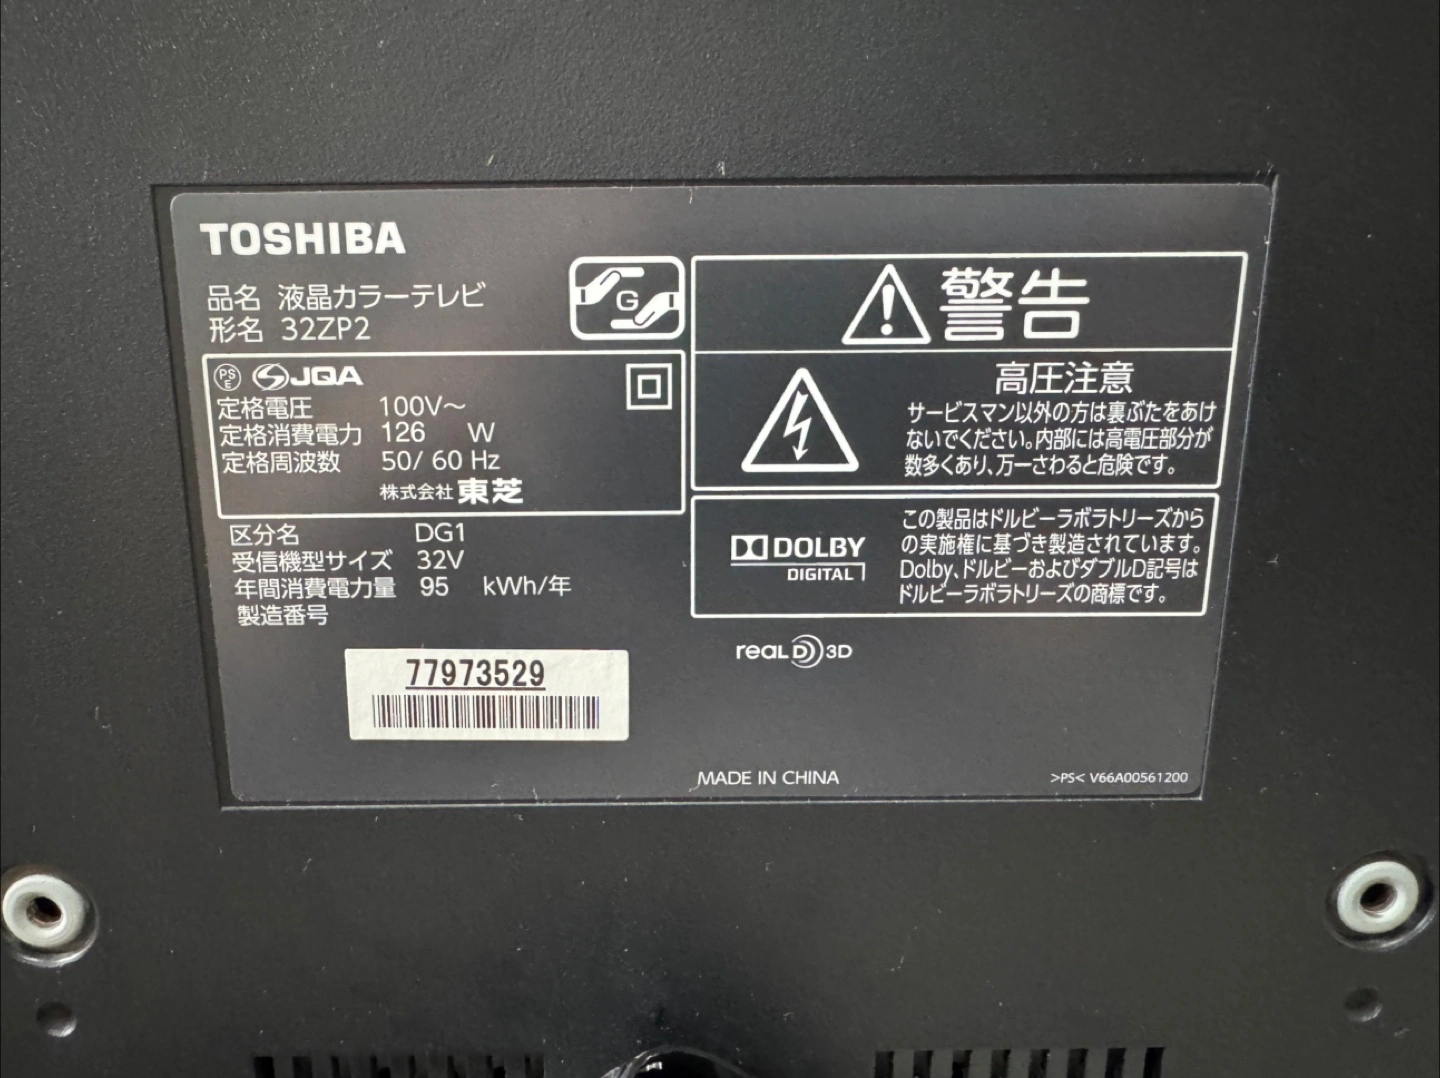 TOSHIBA
品名 液晶カラーテレビ
形名 32ZP2
G
PS
E
JQA
定格電圧 100V～
定格消費電力 126 W
定格周波数 50/ 60 Hz
株式会社 東芝
区分名 DG1
受信機型サイズ 32V
年間消費電力量 95 kWh/年
製造番号
77973529
警告
高圧注意
サービスマン以外の方は裏ぶたをあけ
ないでください。内部には高電圧部分が
数多くあり、万一さわると危険です。
DOLBY
DIGITAL
この製品はドルビーラボラトリーズから
の実施権に基づき製造されています。
Dolby、ドルビーおよびダブルD記号は
ドルビーラボラトリーズの商標です。
reaL D 3D
MADE IN CHINA
>PS< V66A00561200